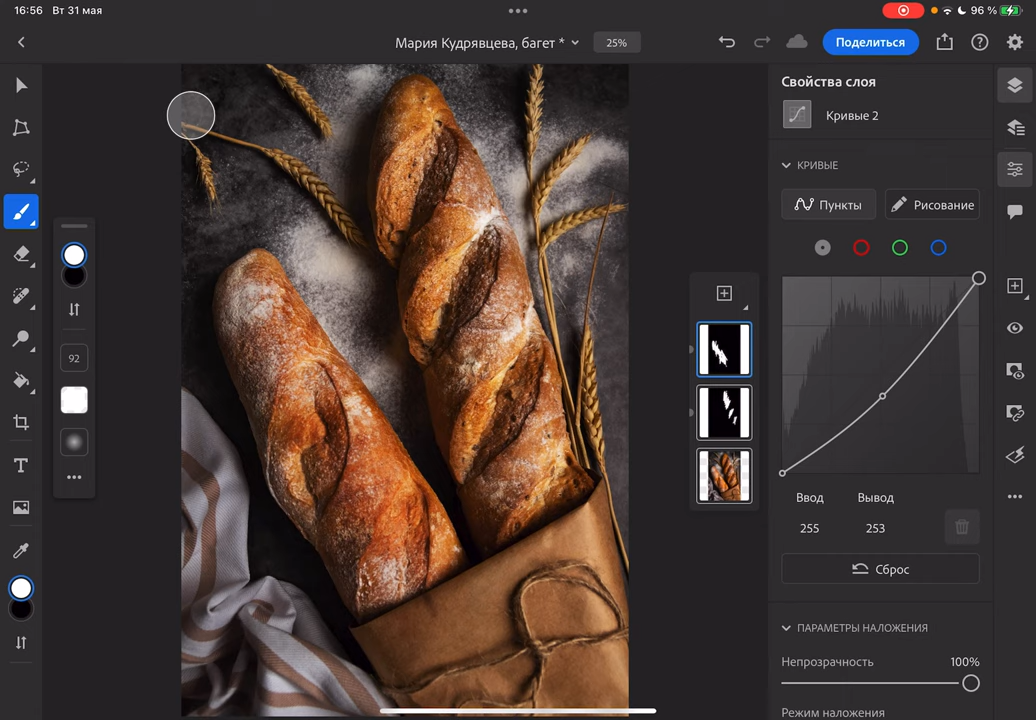 16:56 Вт 31 мая
96 %
Мария Кудрявцева, багет *
25%
Поделиться
Свойства слоя
Кривые 2
КРИВЫЕ
Пункты
Рисование
92
Ввод
Вывод
255
253
Сброс
T
ПАРАМЕТРЫ НАЛОЖЕНИЯ
Непрозрачность
100%
Режим наложения